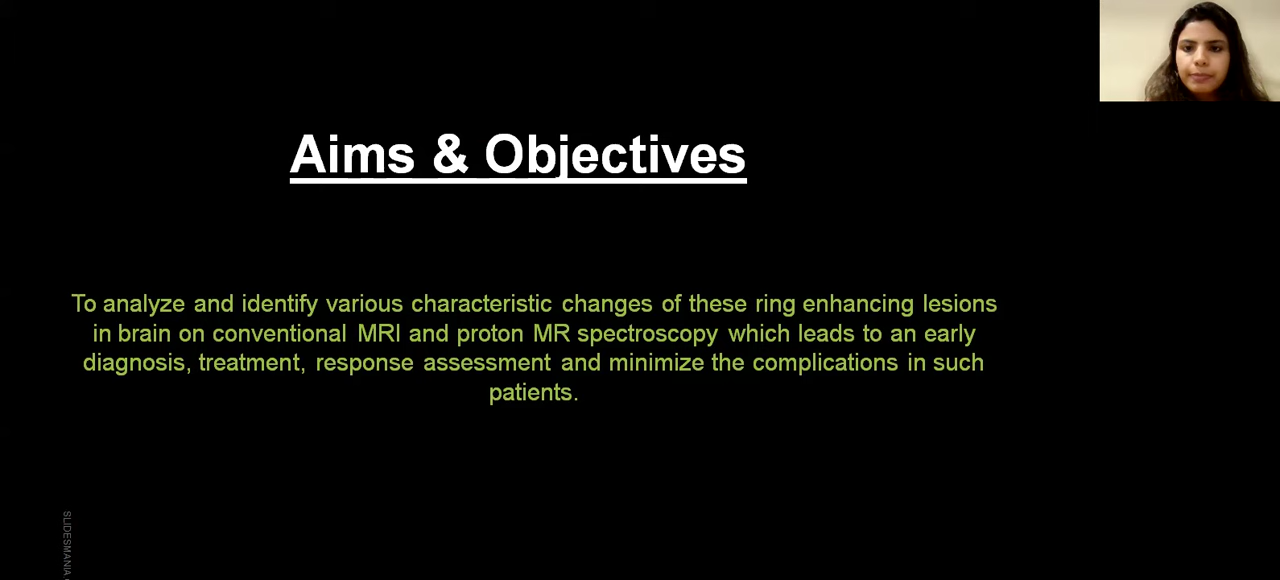 Aims & Objectives
To analyze and identify various characteristic changes of these ring enhancing lesions
in brain on conventional MRI and proton MR spectroscopy which leads to an early
diagnosis, treatment, response assessment and minimize the complications in such
patients.
SLIDESMANIA.